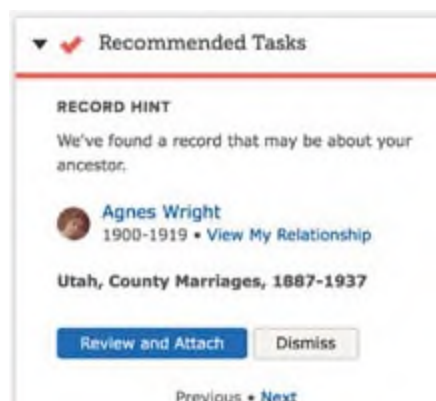 Recommended Tasks
RECORD HINT
We've found a record that may be about your
ancestor.
Agnes Wright
1900-1919 • View My Relationship
Utah, County Marriages, 1887-1937
Review and Attach Dismiss
Previous • Next